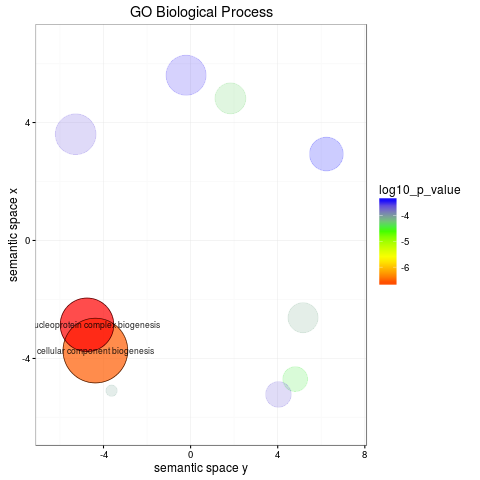 GO Biological Process
semantic space x
4
0
-4
complex biogenesis
cellular component biogenesis
-4
0
4
8
semantic space y
log10_p_value
-4
-5
-6